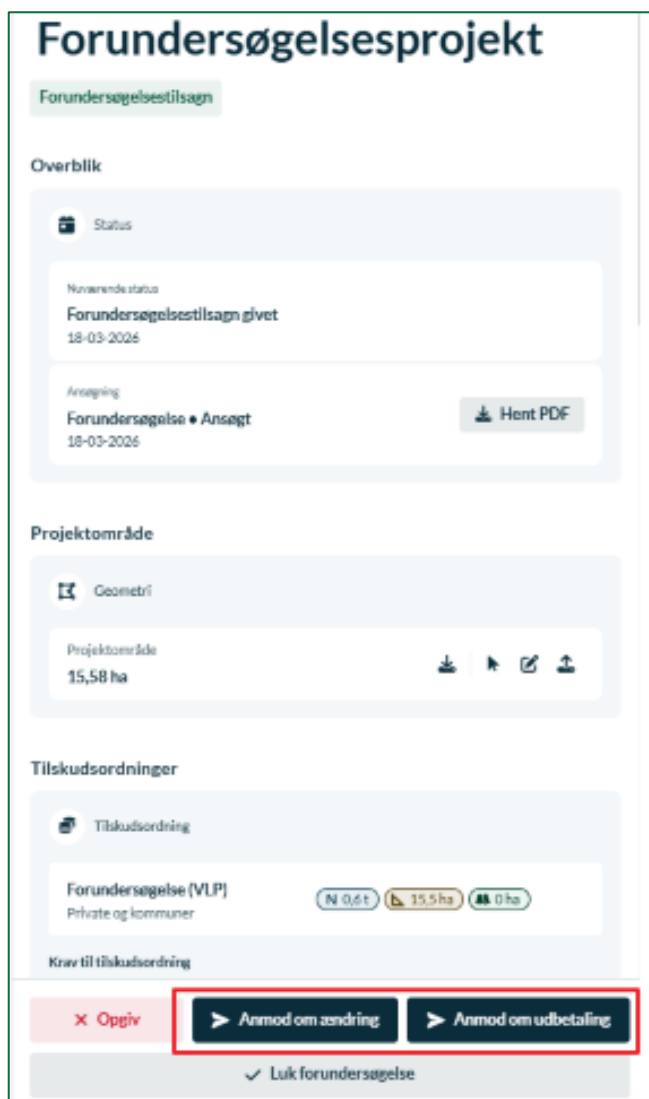 Forundersøgelsesprojekt
Forundersøgelsestilsagn
Overblik
Status
Nuværende status
Forundersøgelsestilsagn givet
18-03-2026
Ansøgning
Forundersøgelse • Ansøgt
18-03-2026
Hent PDF
Projektområde
Geometri
Projektområde
15,58 ha
Tilskudsordninger
Tilskudsordning
Forundersøgelse (VLP)
Private og kommuner
N 0,6 t
15,5 ha
0 ha
Krav til tilskudsordning
Opgiv
Anmod om ændring
Anmod om udbetaling
Luk forundersøgelse